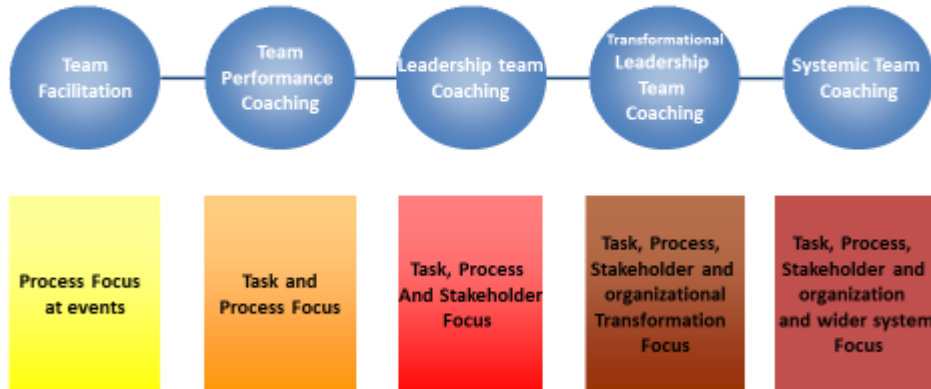 Team
Facilitation
Team
Performance
Coaching
Leadership team
Coaching
Transformational
Leadership
Team
Coaching
Systemic Team
Coaching
Process Focus
at events
Task and
Process Focus
Task, Process
And Stakeholder
Focus
Task, Process,
Stakeholder and
organizational
Transformation
Focus
Task, Process,
Stakeholder and
organization
and wider system
Focus